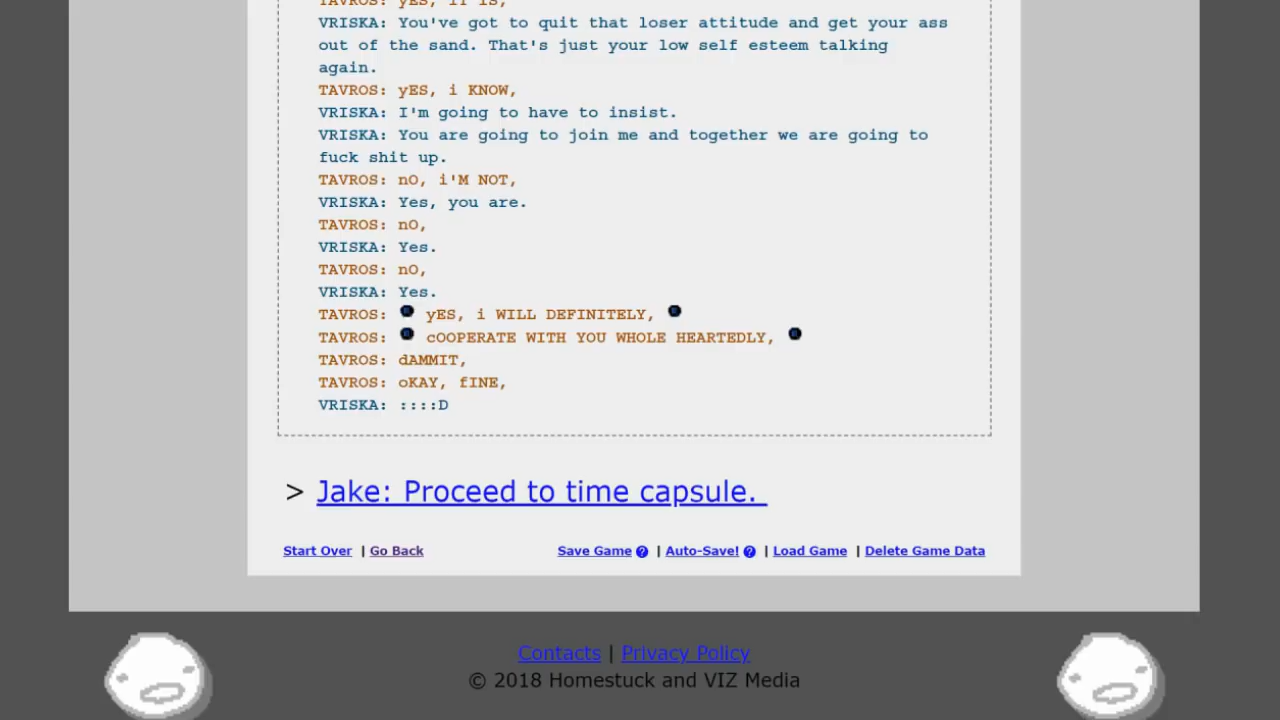 TAVROS: yES, iT IS,
VRISKA: You've got to quit that loser attitude and get your ass
out of the sand. That's just your low self esteem talking
again.
TAVROS: yES, i KNOW,
VRISKA: I'm going to have to insist.
VRISKA: You are going to join me and together we are going to
fuck shit up.
TAVROS: nO, i'M NOT,
VRISKA: Yes, you are.
TAVROS: nO,
VRISKA: Yes.
TAVROS: nO,
VRISKA: Yes.
TAVROS: yES, i WILL DEFINITELY,
TAVROS: cOOPERATE WITH YOU WHOLE HEARTEDLY,
TAVROS: dAMMIT,
TAVROS: oKAY, fINE,
VRISKA: ::::D
> Jake: Proceed to time capsule.
Start Over | Go Back Save Game ? | Auto-Save! ? | Load Game | Delete Game Data
Contacts | Privacy Policy
© 2018 Homestuck and VIZ Media